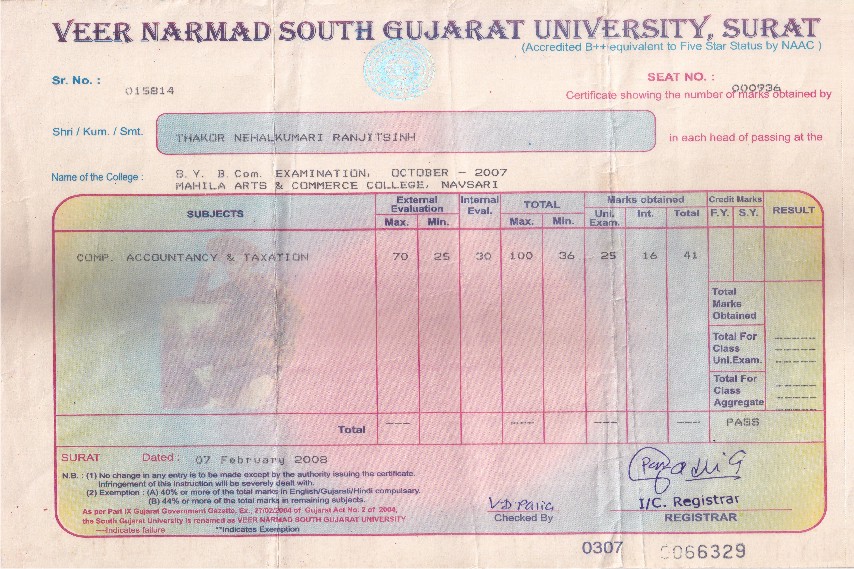 VEER NARMAD SOUTH GUJARAT UNIVERSITY, SURAT
(Accredited B++ equivalent to Five Star Status by NAAC )
Sr. No. : 015814
SEAT NO. : 000936
Certificate showing the number of marks obtained by
Shri / Kum. / Smt. THAKOR NEHALKUMARI RANJITSINH in each head of passing at the
S. Y. B. Com. EXAMINATION, OCTOBER - 2007
Name of the College : MAHILA ARTS & COMMERCE COLLEGE, NAVSARI
SUBJECTS External Evaluation Internal Eval. TOTAL Marks obtained Credit Marks RESULT
Max. Min. Max. Min. Uni. Exam. Int. Total F.Y. S.Y.
COMP. ACCOUNTANCY & TAXATION 70 25 30 100 36 25 16 41
Total
Marks
Obtained
Total For
Class
Uni.Exam.
Total For
Class
Aggregate
Total --- --- --- --- PASS
SURAT Dated : 07 February 2008
N.B. : (1) No change in any entry is to be made except by the authority issuing the certificate.
Infringement of this instruction will be severely dealt with.
(2) Exemption : (A) 40% or more of the total marks in English/Gujarati/Hindi compulsary.
(B) 44% or more of the total marks in remaining subjects.
As per Part IX Gujarat Government Gazette, Ex., 27/02/2004 of Gujarat Act No. 2 of 2004,
the South Gujarat University is renamed as VEER NARMAD SOUTH GUJARAT UNIVERSITY
—Indicates failure **Indicates Exemption
Checked By
I/C. Registrar
REGISTRAR
0307 0066329